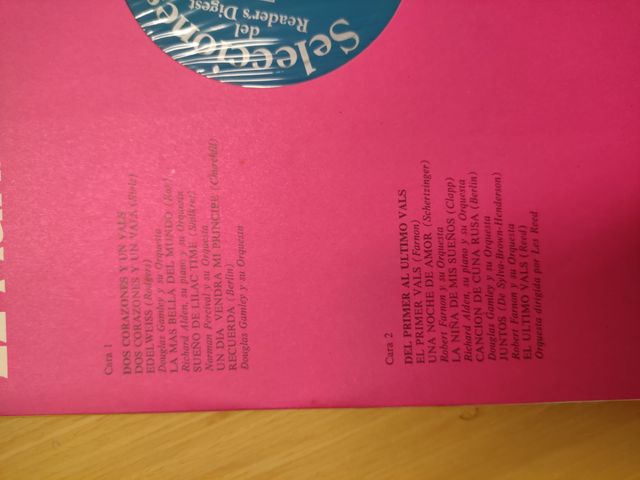 Selecciones
del
Reader's Digest
Cara 1
DOS CORAZONES Y UN VALS
DOS CORAZONES Y UN VALS (Stolz)
EDELWEISS (Rodgers)
Douglas Gamley y su Orquesta
LA MAS BELLA DEL MUNDO
Richard Alden, su piano y su Orquesta
SUEÑO DE LILAC TIME (Shilkret)
Norman Percival y su Orquesta
UN DIA VENDRA MI PRINCIPE (Churchill)
RECUERDA (Berlin)
Douglas Gamley y su Orquesta
Cara 2
DEL PRIMER AL ULTIMO VALS
EL PRIMER VALS (Farnon)
UNA NOCHE DE AMOR (Schertzinger)
Robert Farnon y su Orquesta
LA NIÑA DE MIS SUEÑOS (Clapp)
Richard Alden, su piano y su Orquesta
CANCION DE CUNA RUSA (Berlin)
Douglas Gamley y su Orquesta
JUNTOS (De Sylva-Brown-Henderson)
Robert Farnon y su Orquesta
EL ULTIMO VALS (Reed)
Orquesta dirigida por Les Reed